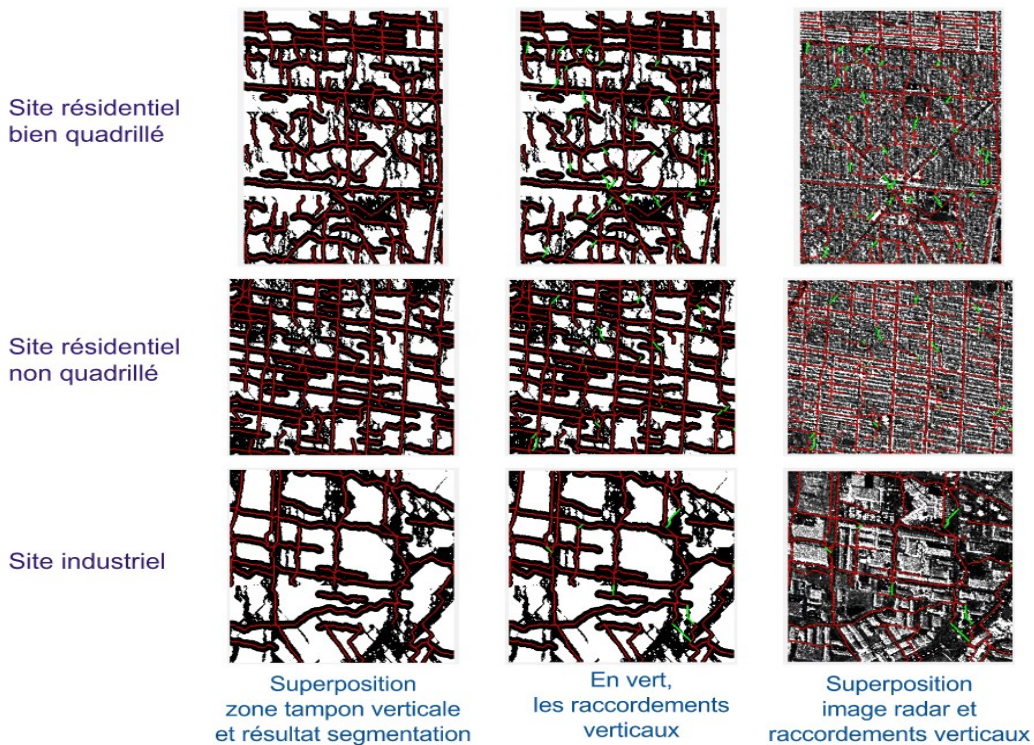 Site résidentiel
bien quadrillé
Site résidentiel
non quadrillé
Site industriel
Superposition
zone tampon verticale
et résultat segmentation
En vert,
les raccordements
verticaux
Superposition
image radar et
raccordements verticaux